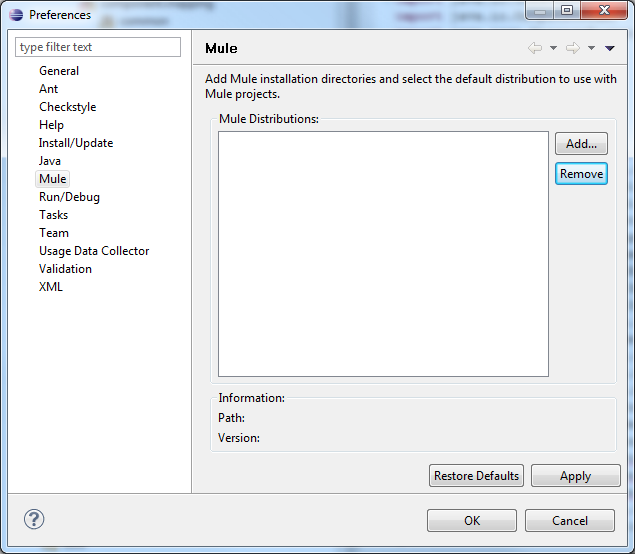 Preferences
type filter text
General
Ant
Checkstyle
Help
Install/Update
Java
Mule
Run/Debug
Tasks
Team
Usage Data Collector
Validation
XML
Mule
Add Mule installation directories and select the default distribution to use with
Mule projects.
Mule Distributions:
Add...
Remove
Information:
Path:
Version:
Restore Defaults
Apply
OK
Cancel